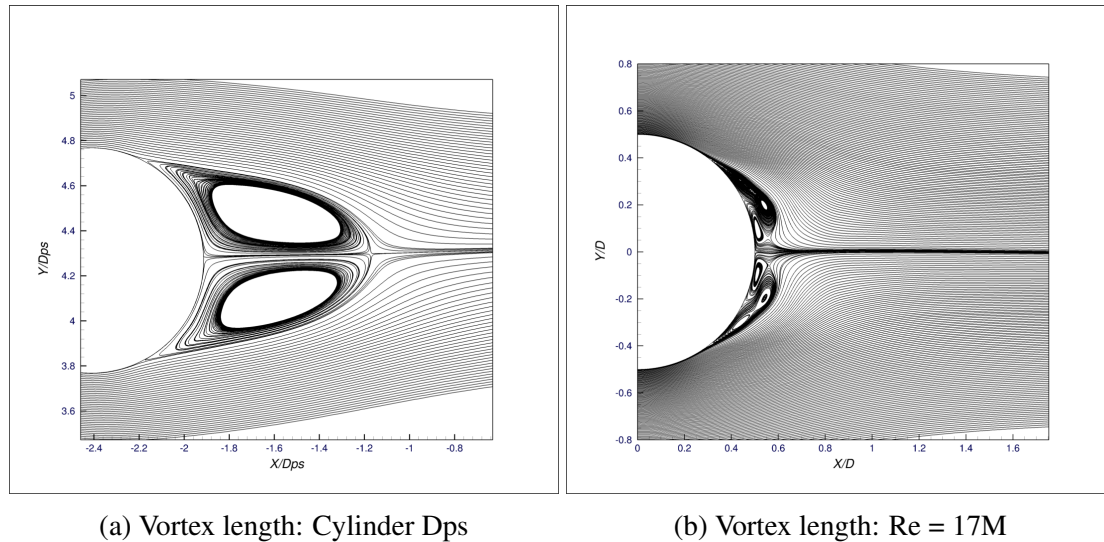 5
4.8
4.6
4.4
4.2
4
3.8
3.6
Y/Dps
-2.4 -2.2 -2 -1.8 -1.6 -1.4 -1.2 -1 -0.8
X/Dps
(a) Vortex length: Cylinder Dps
0.8
0.6
0.4
0.2
0
-0.2
-0.4
-0.6
-0.8
Y/D
0 0.2 0.4 0.6 0.8 1 1.2 1.4 1.6
X/D
(b) Vortex length: Re = 17M